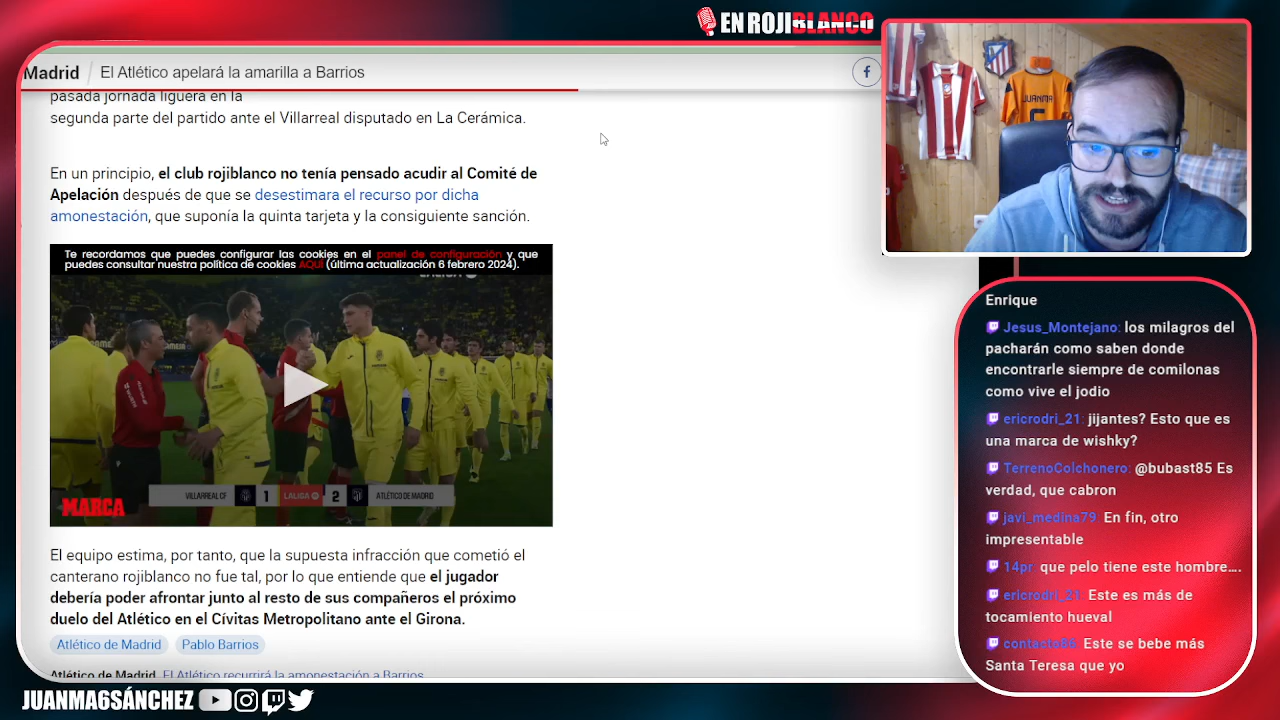 EN ROJIBLANCO
Madrid / El Atlético apelará la amarilla a Barrios
pasada jornada liguera en la
segunda parte del partido ante el Villarreal disputado en La Cerámica.
En un principio, el club rojiblanco no tenía pensado acudir al Comité de
Apelación después de que se desestimara el recurso por dicha
amonestación, que suponía la quinta tarjeta y la consiguiente sanción.
Te recordamos que puedes configurar las cookies en el panel de configuración y que
puedes consultar nuestra política de cookies AQUI (última actualización 6 febrero 2024).
VILLARREAL CF 1 LALIGA 2 ATLÉTICO DE MADRID
MARCA
El equipo estima, por tanto, que la supuesta infracción que cometió el
canterano rojiblanco no fue tal, por lo que entiende que el jugador
debería poder afrontar junto al resto de sus compañeros el próximo
duelo del Atlético en el Cívitas Metropolitano ante el Girona.
Atlético de Madrid Pablo Barrios
Atlético de Madrid. El Atlético recurrirá la amonestación a Barrios
JUANMA
Enrique
Jesus_Montejano: los milagros del
pacharán como saben donde
encontrarle siempre de comilonas
como vive el jodio
ericrodri_21: jijantes? Esto que es
una marca de wishky?
TerrenoColchonero: @bubast85 Es
verdad, que cabron
javi_medina79 En fin, otro
impresentable
14pr que pelo tiene este hombre....
ericrodri_21 Este es más de
tocamiento hueval
contacto86 Este se bebe más
Santa Teresa que yo
JUANMA6SÁNCHEZ